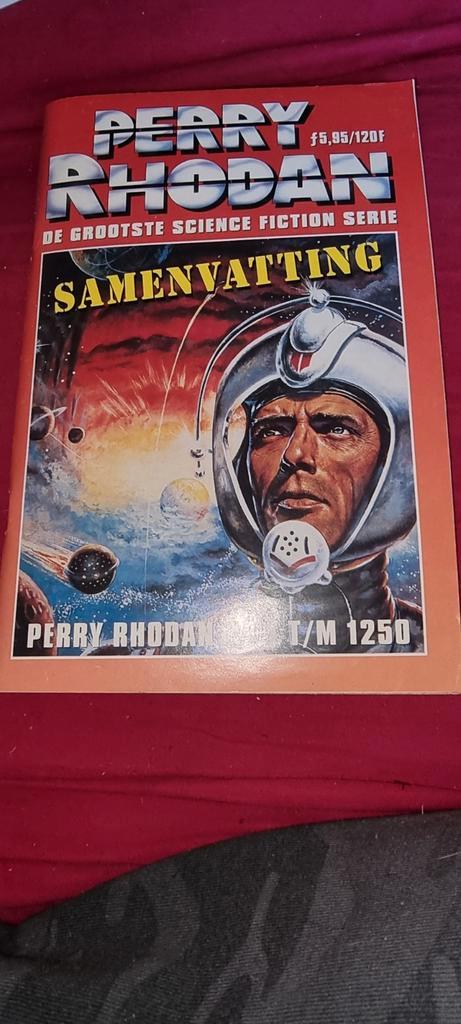 PERRY
RHODAN
ƒ5,95/120F
DE GROOTSTE SCIENCE FICTION SERIE
SAMENVATTING
PERRY RHODAN T/M 1250